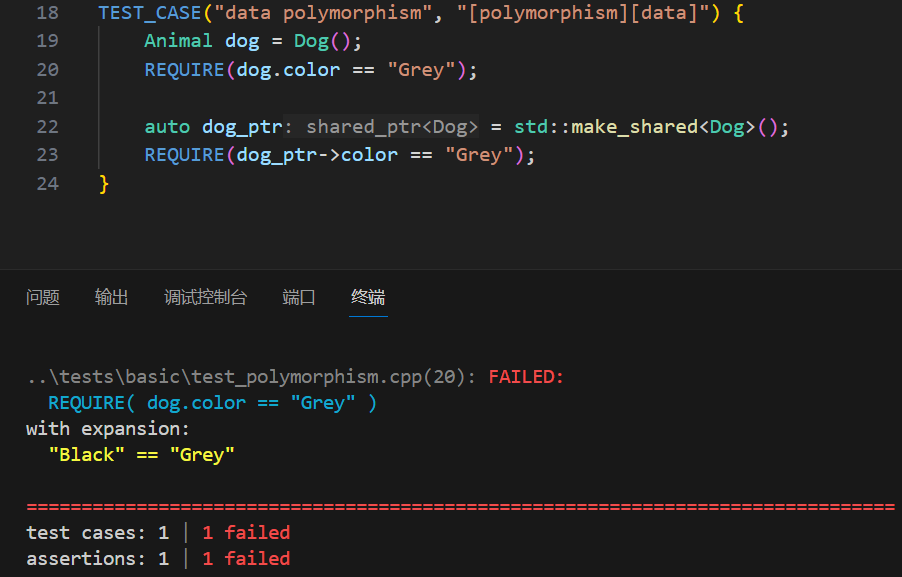 18 TEST_CASE("data polymorphism", "[polymorphism][data]") {
19 Animal dog = Dog();
20 REQUIRE(dog.color == "Grey");
21
22 auto dog_ptr: shared_ptr<Dog> = std::make_shared<Dog>();
23 REQUIRE(dog_ptr->color == "Grey");
24 }
问题 输出 调试控制台 端口 终端
..\tests\basic\test_polymorphism.cpp(20): FAILED:
REQUIRE( dog.color == "Grey" )
with expansion:
"Black" == "Grey"
===============================================================================
test cases: 1 | 1 failed
assertions: 1 | 1 failed